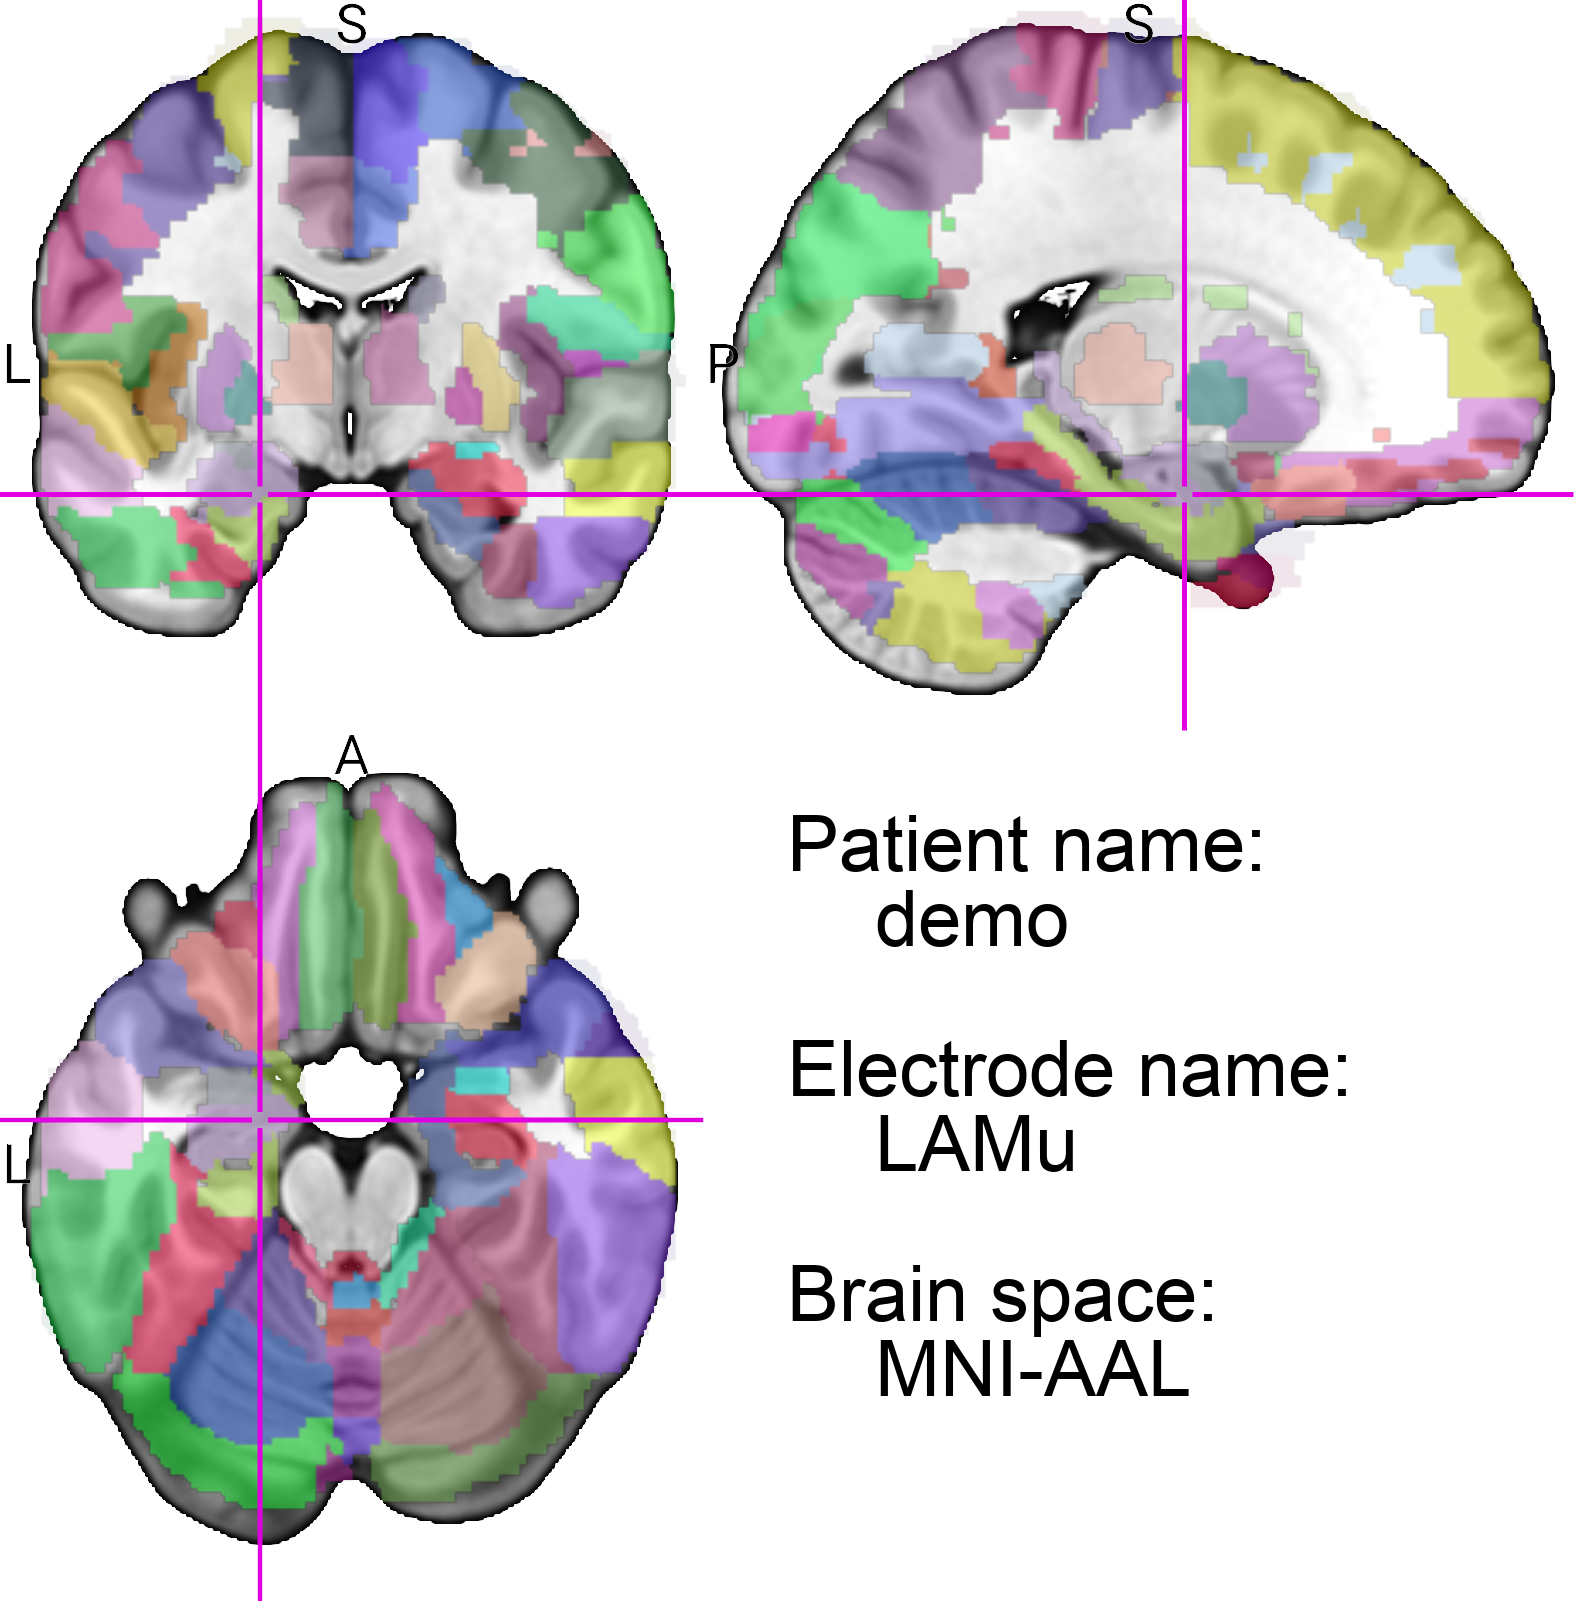 S
S
L
P
A
L
Patient name:
demo
Electrode name:
LAMu
Brain space:
MNI-AAL